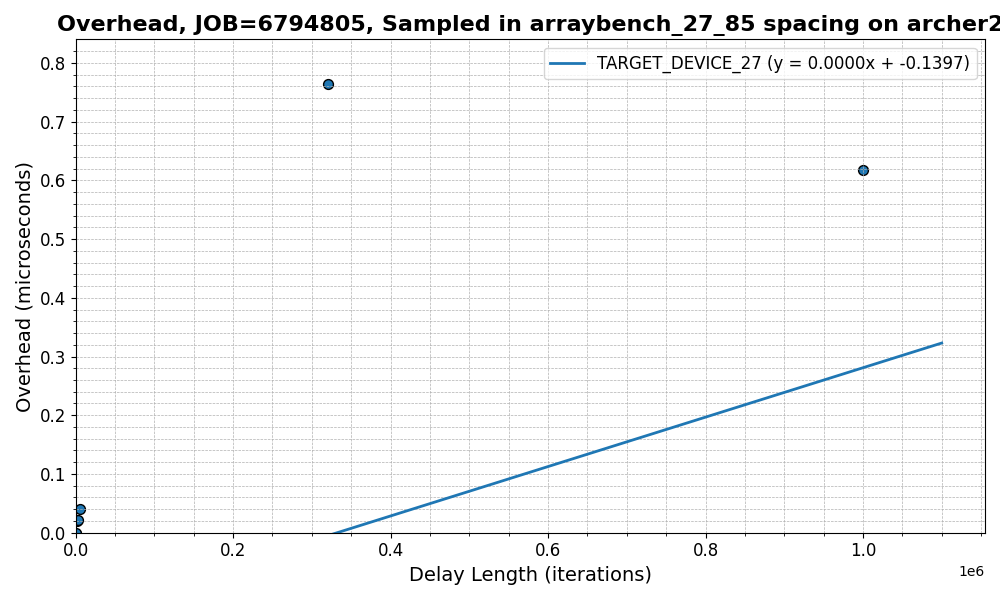 Overhead, JOB=6794805, Sampled in arraybench_27_85 spacing on archer2
TARGET_DEVICE_27 (y = 0.0000x + -0.1397)
Overhead (microseconds)
0.8
0.7
0.6
0.5
0.4
0.3
0.2
0.1
0.0
0.0 0.2 0.4 0.6 0.8 1.0
1e6
Delay Length (iterations)